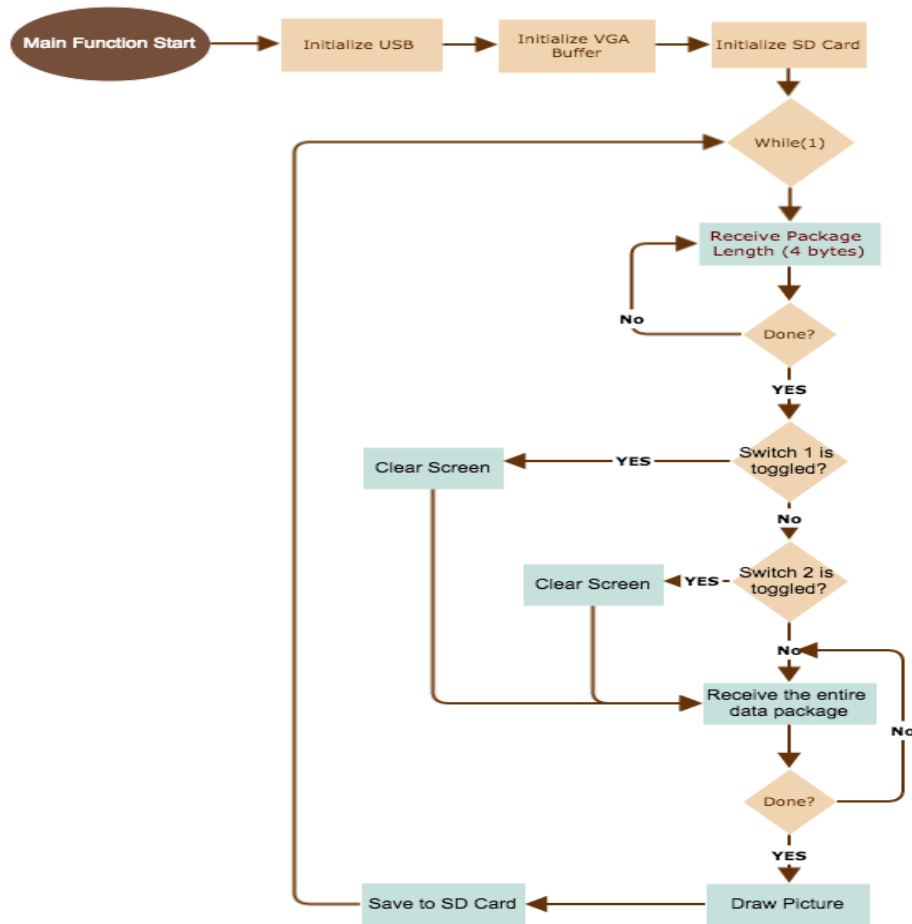 Main Function Start
Initialize USB
Initialize VGA
Buffer
Initialize SD Card
While(1)
Receive Package
Length (4 bytes)
No
Done?
YES
Switch 1 is
toggled?
YES
Clear Screen
No
Switch 2 is
toggled?
YES
Clear Screen
No
Receive the entire
data package
No
Done?
YES
Draw Picture
Save to SD Card